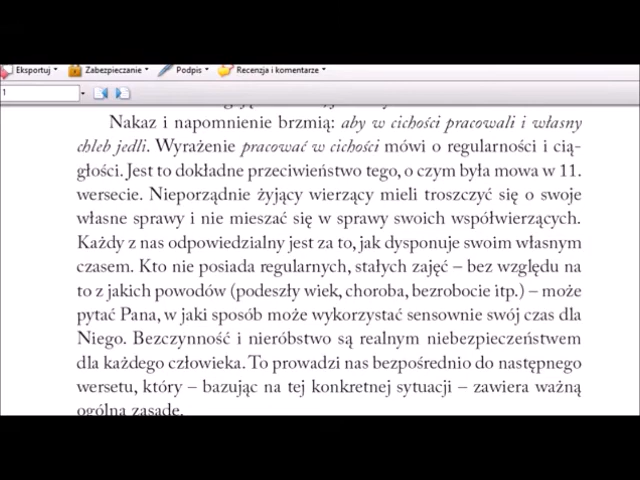 Eksportuj Zabezpieczanie Podpis Recenzja i komentarze
1
Nakaz i napomnienie brzmią: aby w cichości pracowali i własny
chleb jedli. Wyrażenie pracować w cichości mówi o regularności i cią-
głości. Jest to dokładne przeciwieństwo tego, o czym była mowa w 11.
wersecie. Nieporządnie żyjący wierzący mieli troszczyć się o swoje
własne sprawy i nie mieszać się w sprawy swoich współwierzących.
Każdy z nas odpowiedzialny jest za to, jak dysponuje swoim własnym
czasem. Kto nie posiada regularnych, stałych zajęć – bez względu na
to z jakich powodów (podeszły wiek, choroba, bezrobocie itp.) – może
pytać Pana, w jaki sposób może wykorzystać sensownie swój czas dla
Niego. Bezczynność i nieróbstwo są realnym niebezpieczeństwem
dla każdego człowieka. To prowadzi nas bezpośrednio do następnego
wersetu, który – bazując na tej konkretnej sytuacji – zawiera ważną
ogólną zasadę.